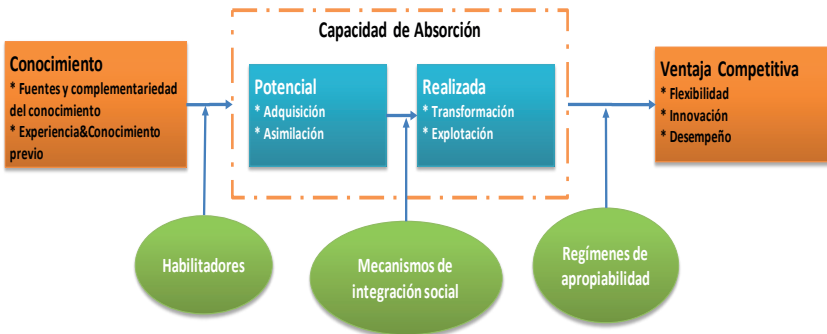 Capacidad de Absorción
Conocimiento
* Fuentes y complementariedad
del conocimiento
* Experiencia&Conocimiento
previo
Potencial
* Adquisición
* Asimilación
Realizada
* Transformación
* Explotación
Ventaja Competitiva
* Flexibilidad
* Innovación
* Desempeño
Habilitadores
Mecanismos de
integración social
Regímenes de
apropiabilidad